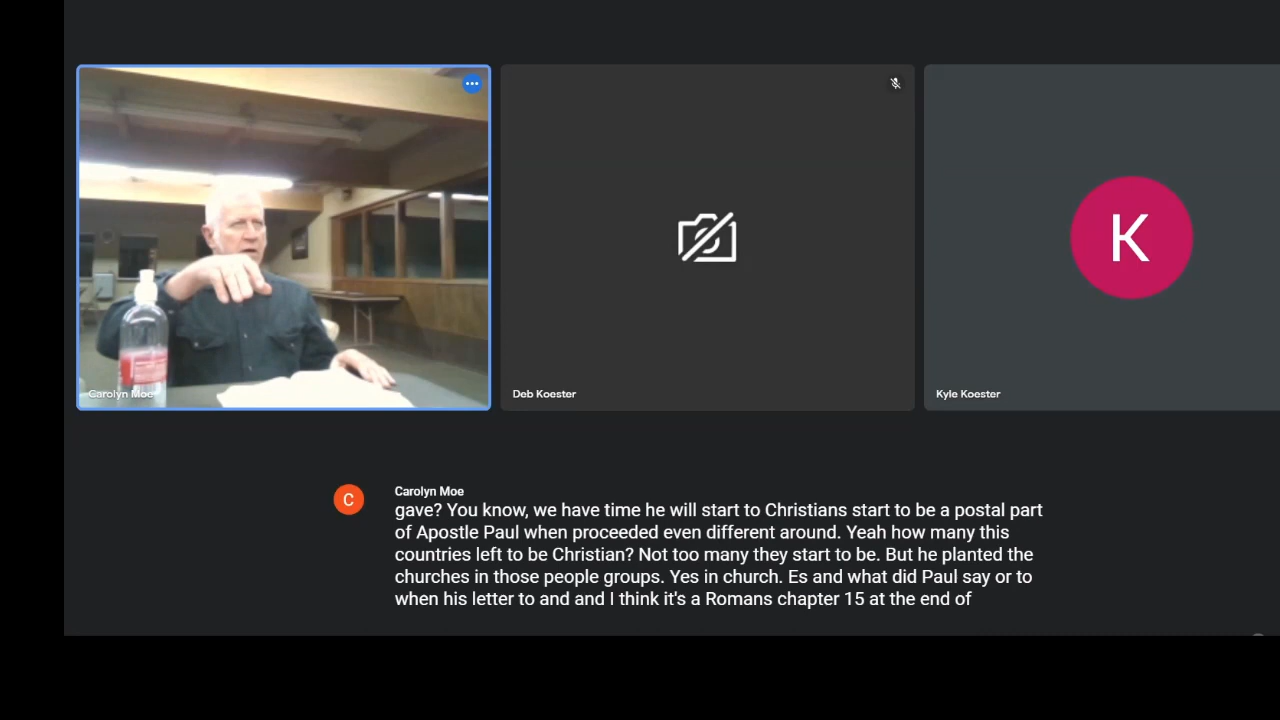 Carolyn Moe
Deb Koester
K
Kyle Koester
C
Carolyn Moe
gave? You know, we have time he will start to Christians start to be a postal part
of Apostle Paul when proceeded even different around. Yeah how many this
countries left to be Christian? Not too many they start to be. But he planted the
churches in those people groups. Yes in church. Es and what did Paul say or to
when his letter to and and I think it's a Romans chapter 15 at the end of